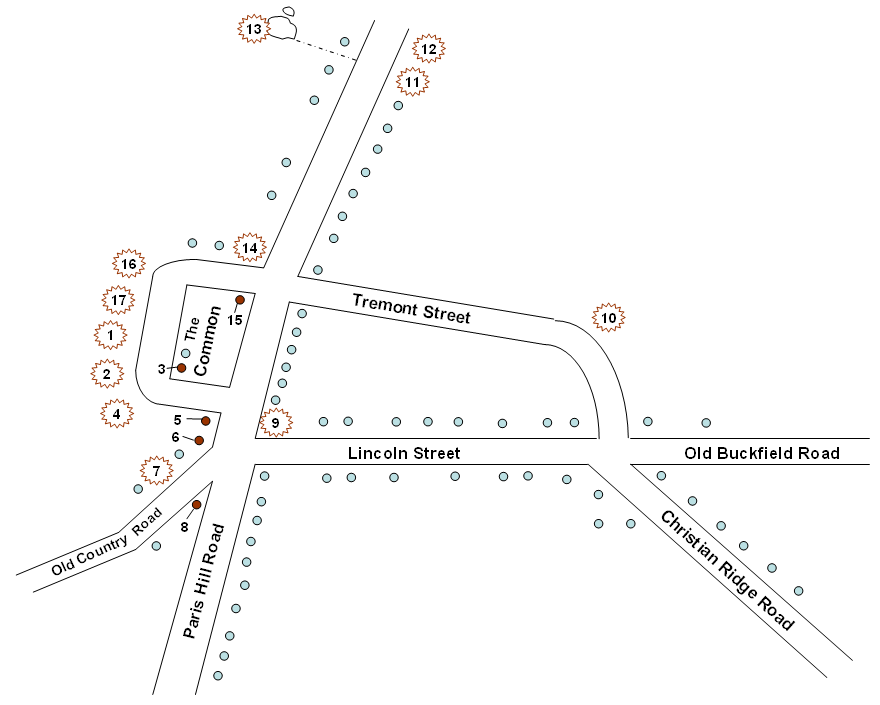 13
12
11
14
16
17
1
2
4
The
Common
15
3
5
6
7
8
9
10
Tremont Street
Lincoln Street
Old Buckfield Road
Old Country Road
Paris Hill Road
Christian Ridge Road